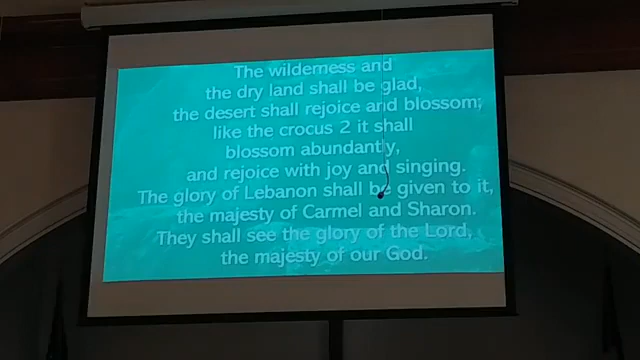 The wilderness and
the dry land shall be glad,
the desert shall rejoice and blossom;
like the crocus 2 it shall
blossom abundantly,
and rejoice with joy and singing.
The glory of Lebanon shall be given to it,
the majesty of Carmel and Sharon.
They shall see the glory of the Lord,
the majesty of our God.